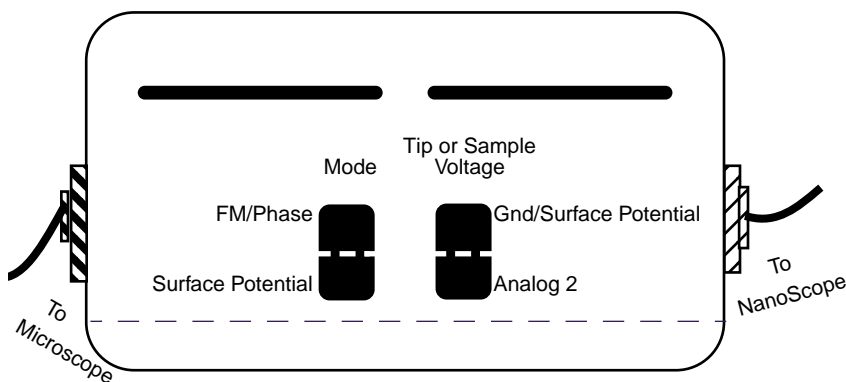 Tip or Sample
Mode
Voltage
FM/Phase
Gnd/Surface Potential
Surface Potential
Analog 2
To
Microscope
To
NanoScope